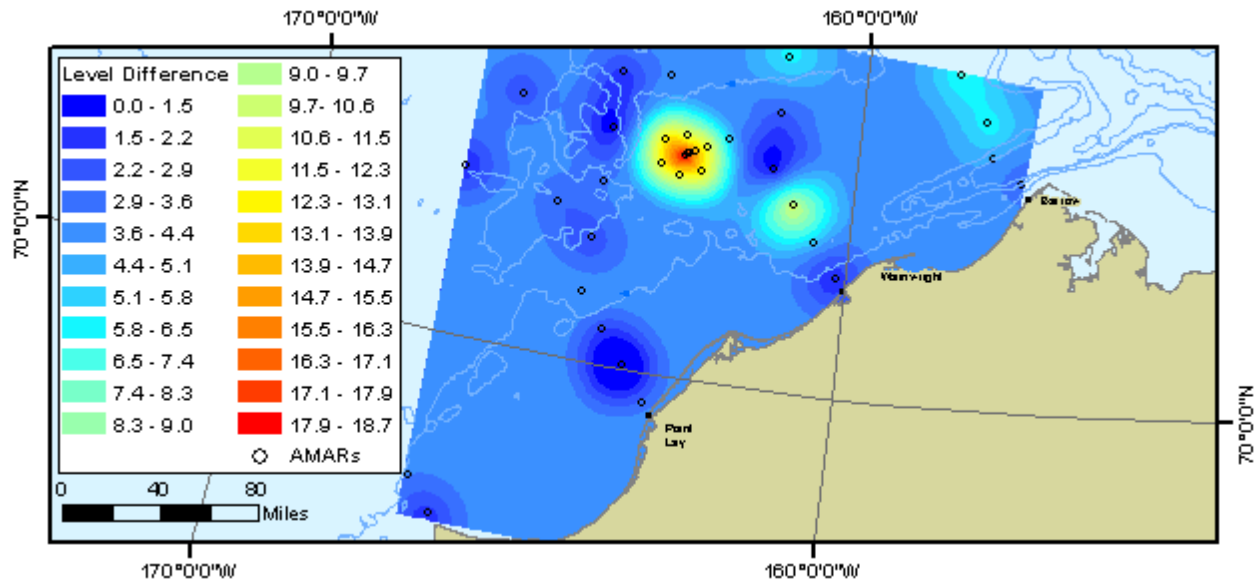 170°0'0"W
160°0'0"W
70°0'0"N
Level Difference
0.0 - 1.5
1.5 - 2.2
2.2 - 2.9
2.9 - 3.6
3.6 - 4.4
4.4 - 5.1
5.1 - 5.8
5.8 - 6.5
6.5 - 7.4
7.4 - 8.3
8.3 - 9.0
9.0 - 9.7
9.7 - 10.6
10.6 - 11.5
11.5 - 12.3
12.3 - 13.1
13.1 - 13.9
13.9 - 14.7
14.7 - 15.5
15.5 - 16.3
16.3 - 17.1
17.1 - 17.9
17.9 - 18.7
AMARs
0 40 80
Miles
Barrow
Wainwright
Point
Lay
70°0'0"N
170°0'0"W
160°0'0"W